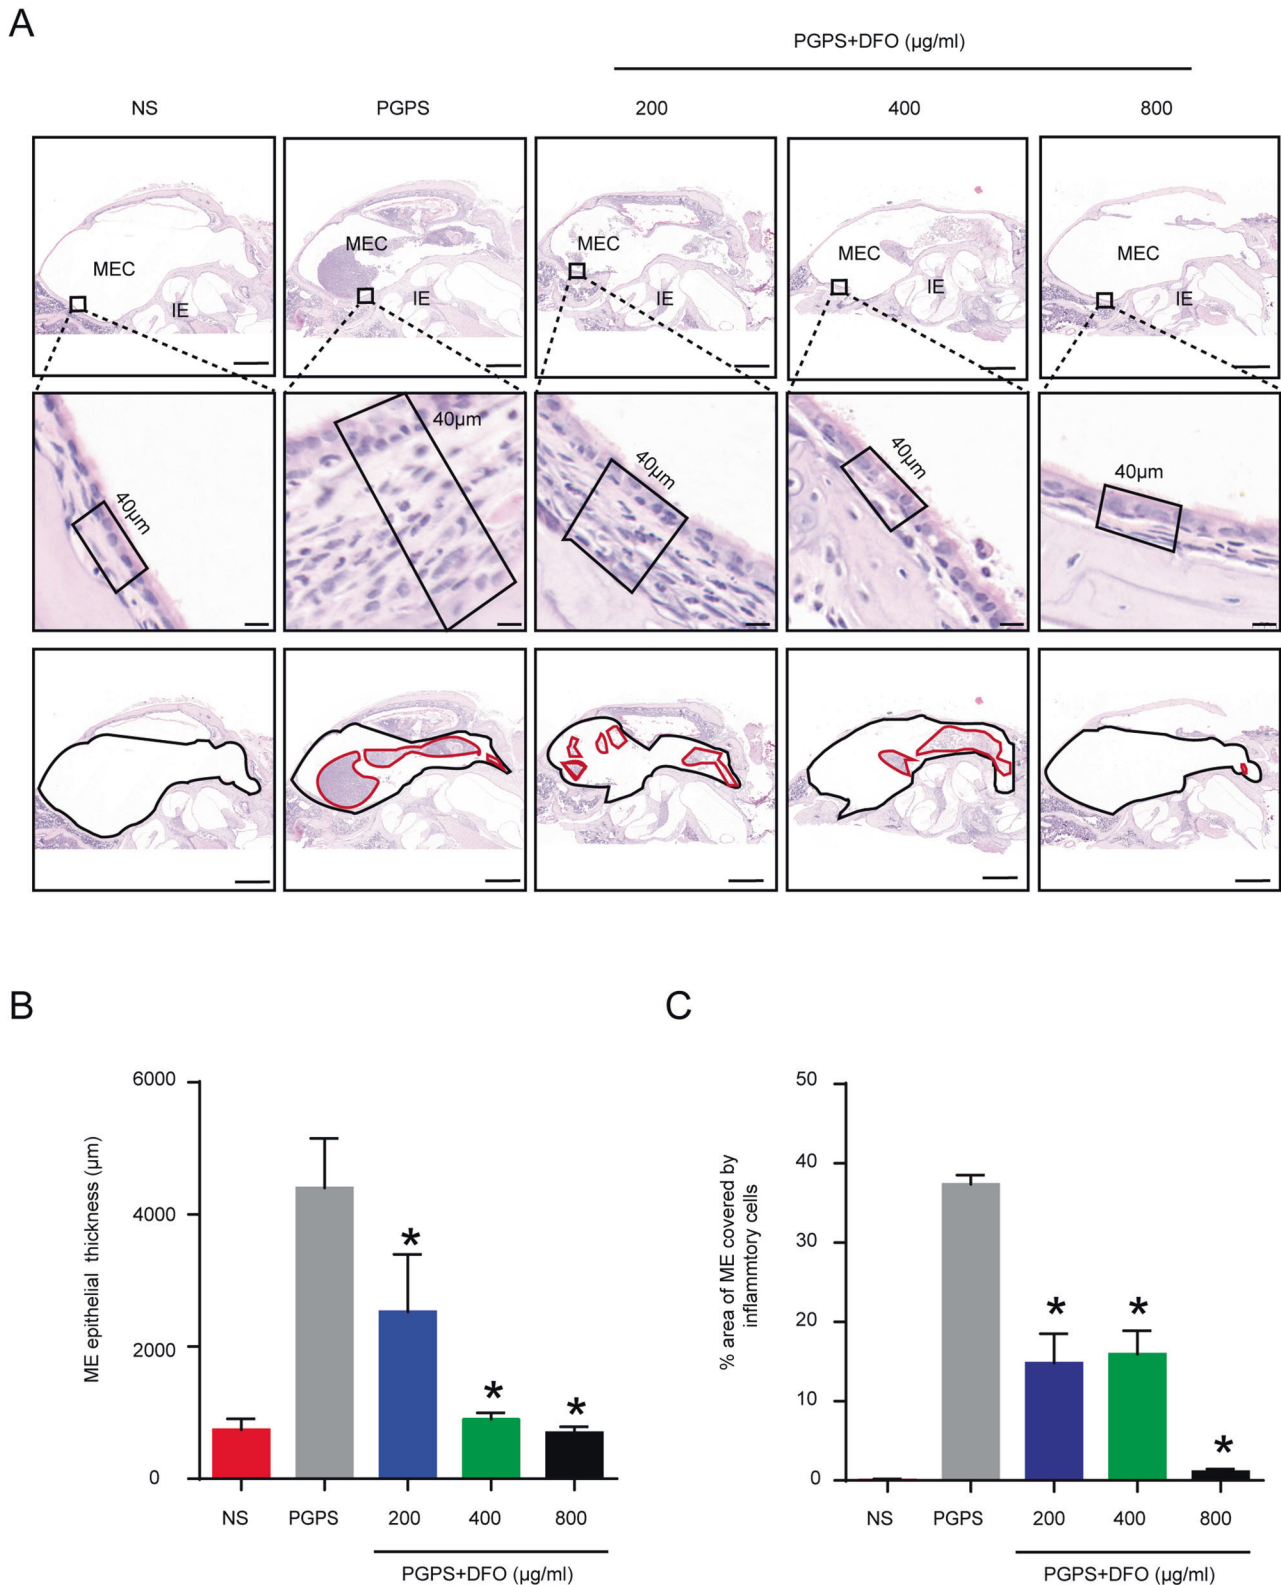 A
PGPS+DFO (µg/ml)
NS PGPS 200 400 800
MEC IE MEC IE MEC IE MEC IE MEC IE
40µm 40µm 40µm 40µm 40µm
B
6000
4000
2000
0
ME epithelial thickness (µm)
NS PGPS 200 400 800
PGPS+DFO (µg/ml)
* * *
C
50
40
30
20
10
0
% area of ME covered by
inflammtory cells
NS PGPS 200 400 800
PGPS+DFO (µg/ml)
* * *